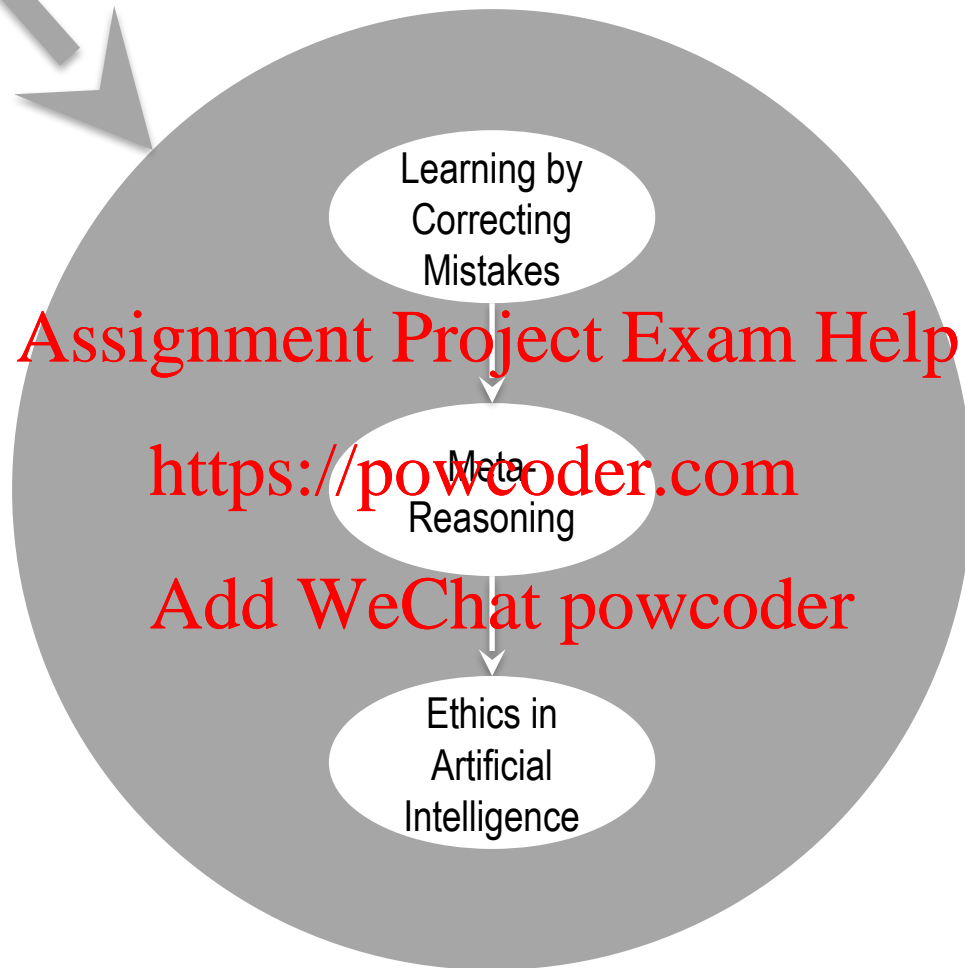 Learning by
Correcting
Mistakes
Assignment Project Exam Help
https://powcoder.com
Meta-
Reasoning
Add WeChat powcoder
Ethics in
Artificial
Intelligence